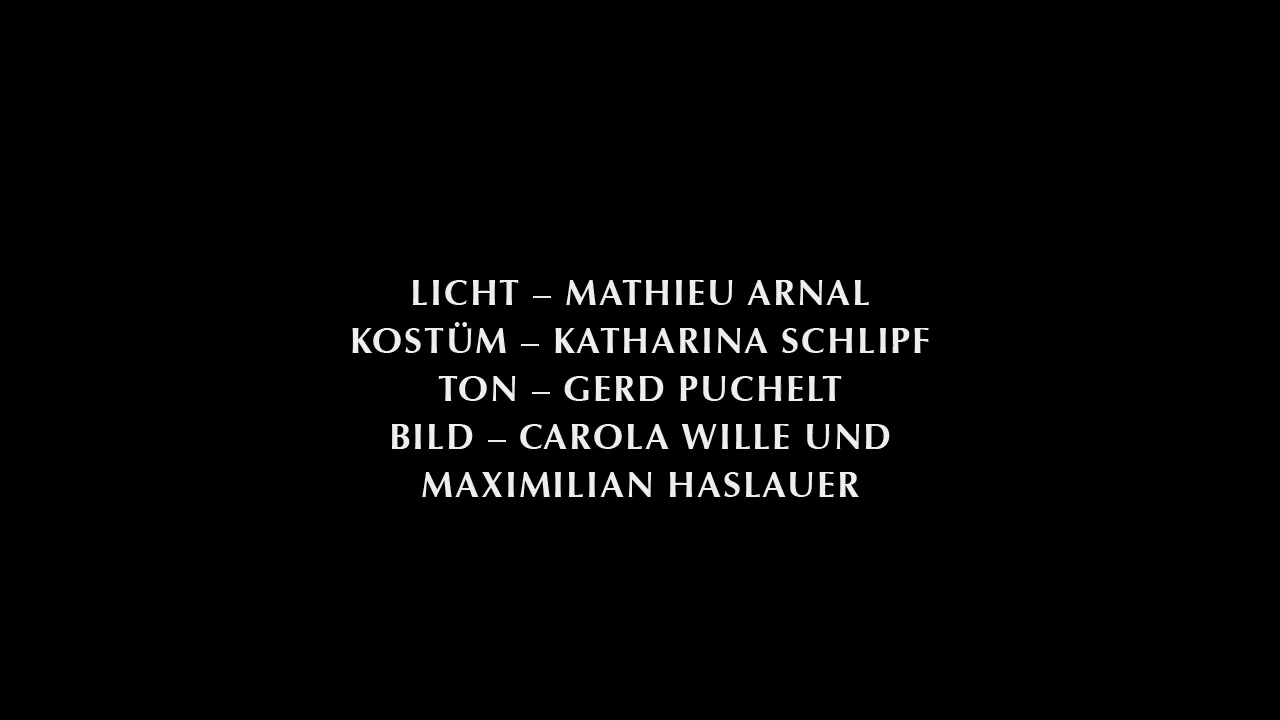 LICHT – MATHIEU ARNAL
KOSTÜM – KATHARINA SCHLIPF
TON – GERD PUCHELT
BILD – CAROLA WILLE UND
MAXIMILIAN HASLAUER